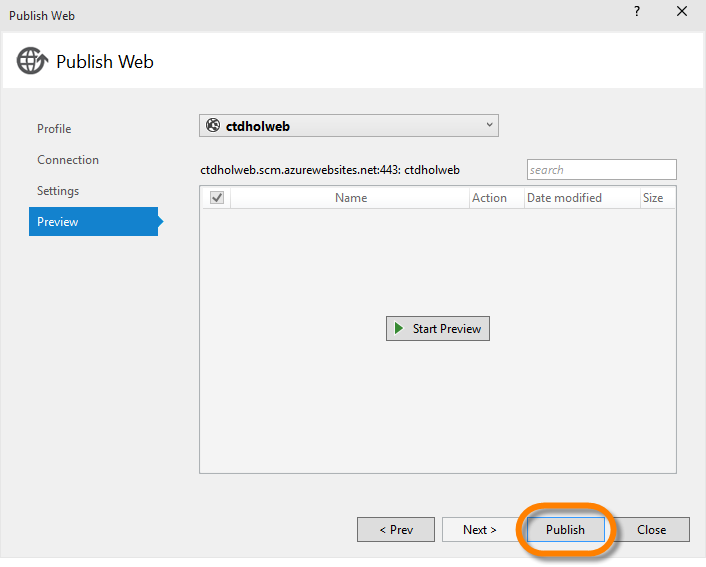 Publish Web
?
Publish Web
Profile
Connection
Settings
Preview
ctdholweb
ctdholweb.scm.azurewebsites.net:443: ctdholweb
search
Name Action Date modified Size
Start Preview
< Prev Next > Publish Close